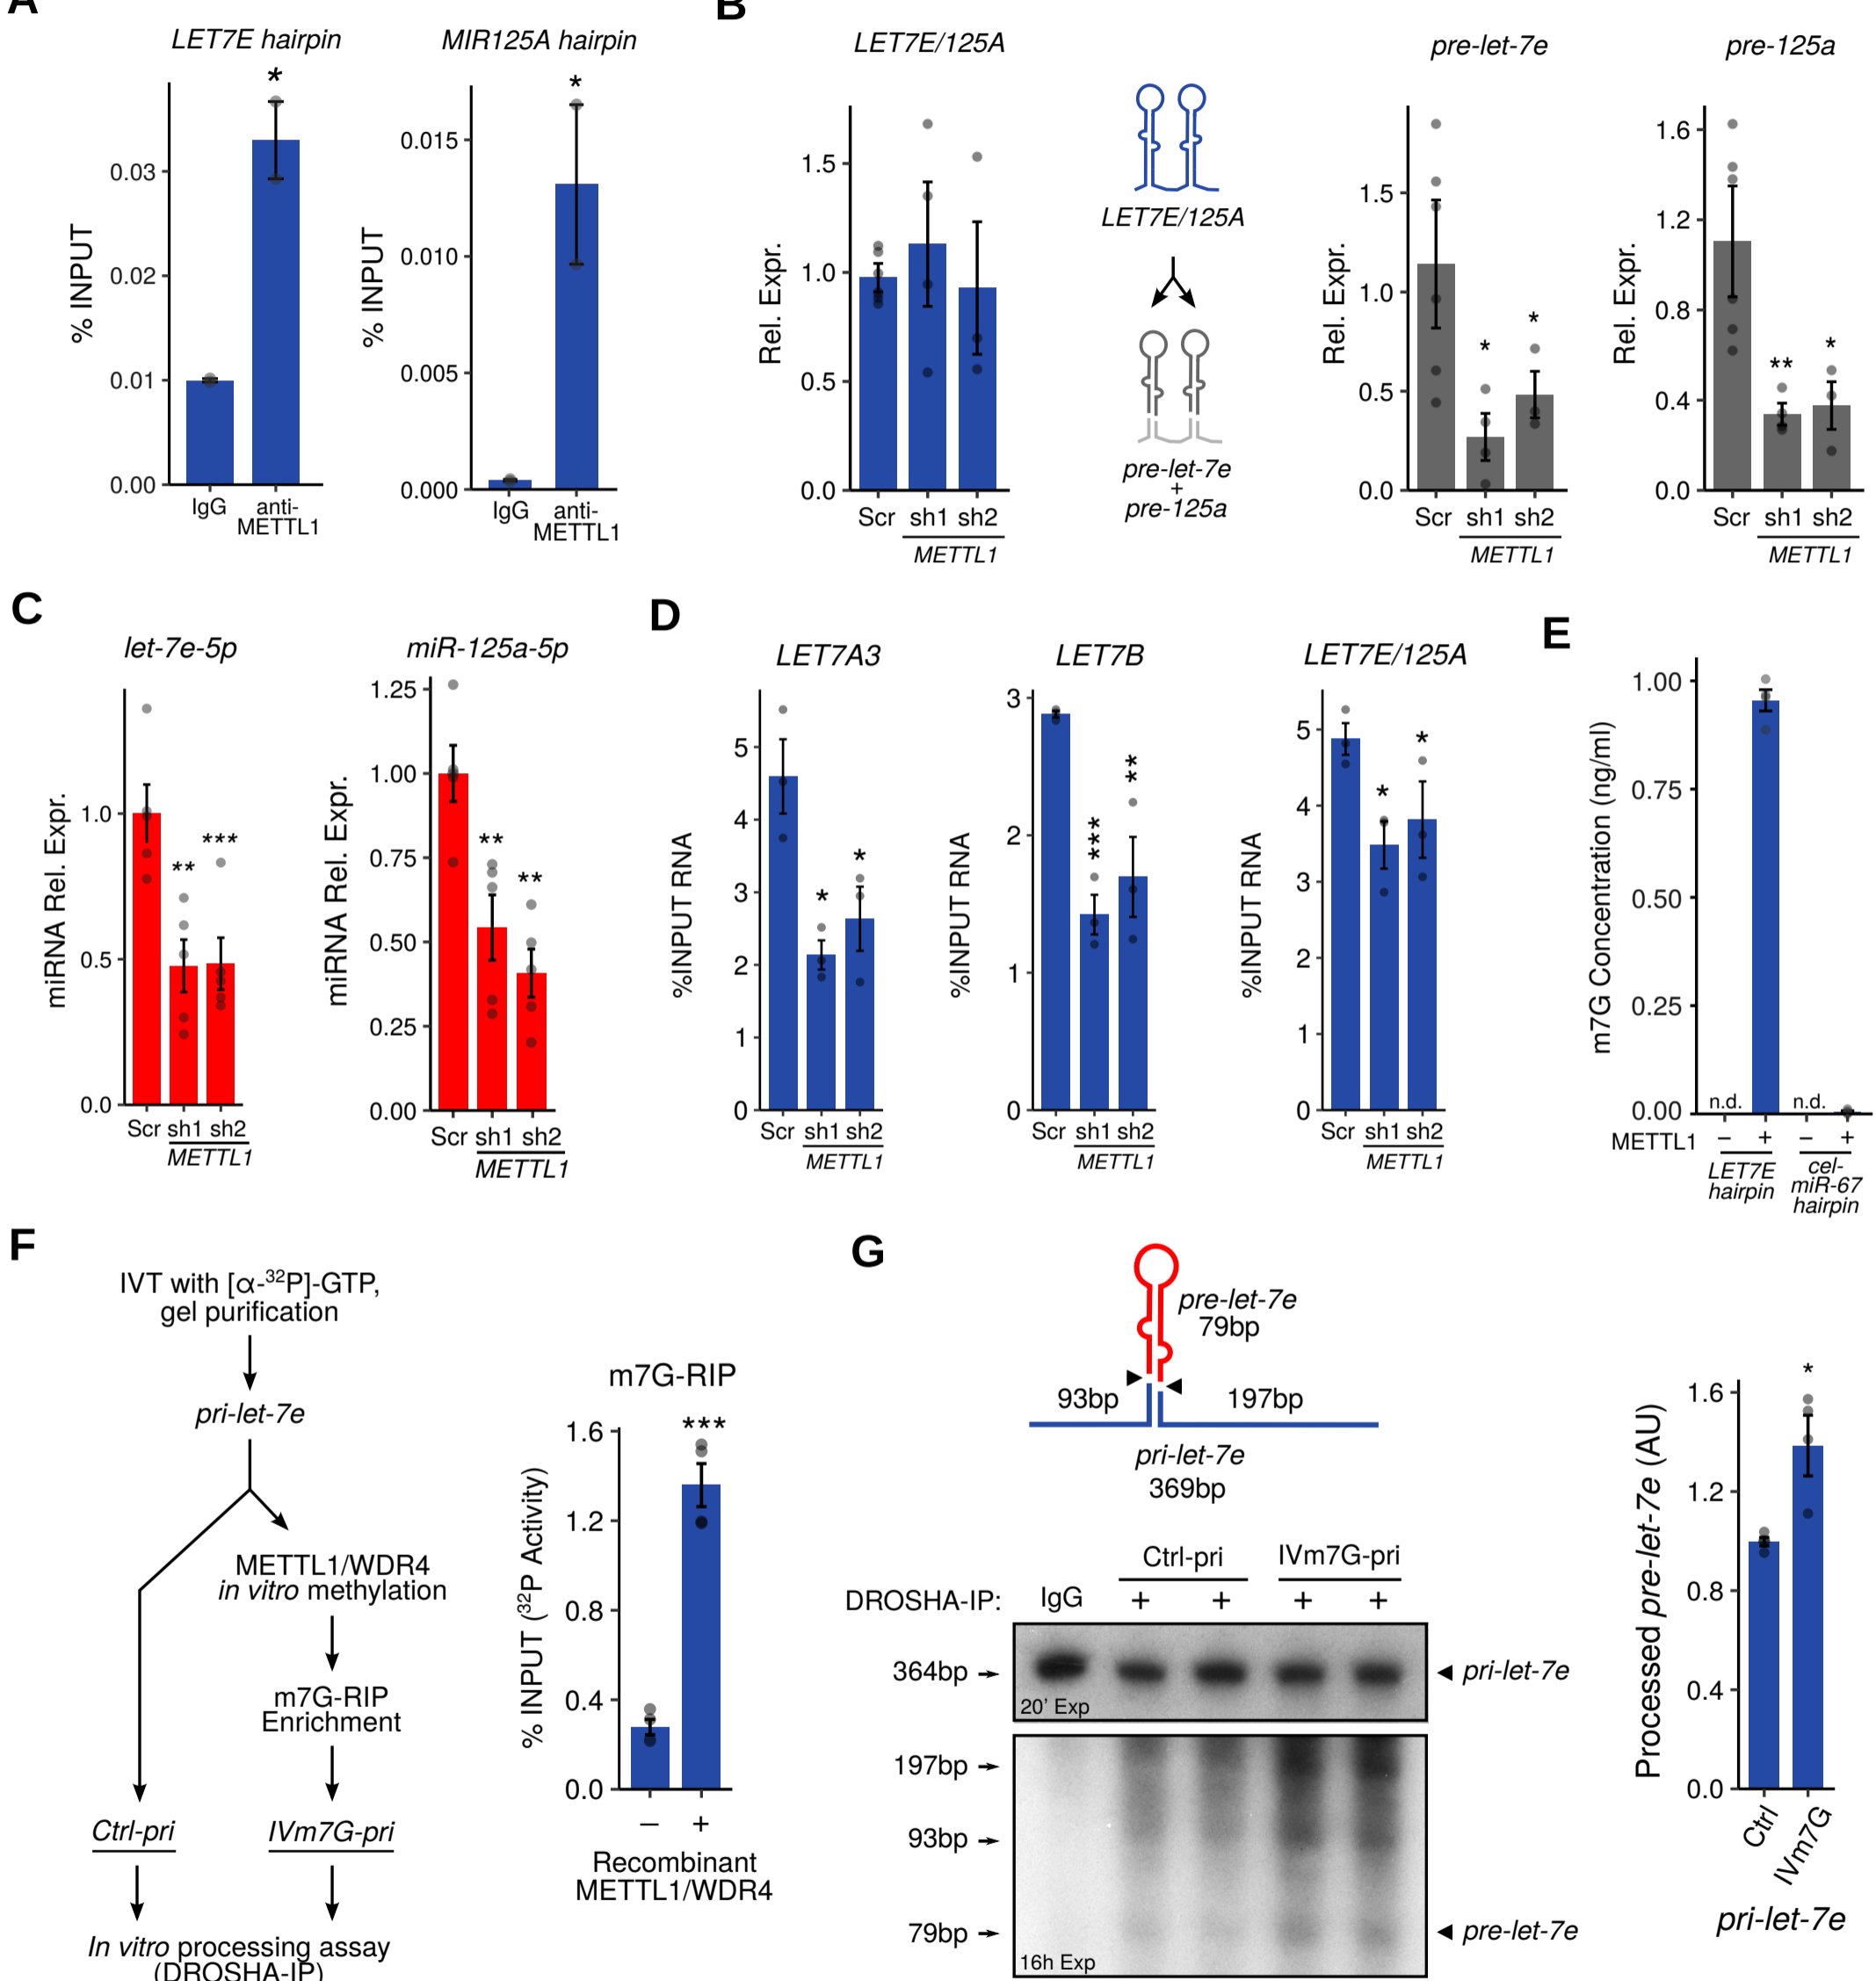 A
LET7E hairpin
MIR125A hairpin
% INPUT
0.03
0.02
0.01
0.00
*
IgG
anti-
METTL1
% INPUT
0.015
0.010
0.005
0.000
*
IgG
anti-
METTL1
B
LET7E/125A
Rel. Expr.
1.5
1.0
0.5
0.0
Scr sh1 sh2
METTL1
LET7E/125A
pre-let-7e
+
pre-125a
pre-let-7e
Rel. Expr.
1.5
1.0
0.5
0.0
*
*
Scr sh1 sh2
METTL1
pre-125a
Rel. Expr.
1.6
1.2
0.8
0.4
0.0
**
*
Scr sh1 sh2
METTL1
C
let-7e-5p
miRNA Rel. Expr.
1.0
0.5
0.0
**
***
Scr sh1 sh2
METTL1
miR-125a-5p
miRNA Rel. Expr.
1.25
1.00
0.75
0.50
0.25
0.00
**
**
Scr sh1 sh2
METTL1
D
LET7A3
%INPUT RNA
5
4
3
2
1
0
*
*
Scr sh1 sh2
METTL1
LET7B
%INPUT RNA
3
2
1
0
***
**
Scr sh1 sh2
METTL1
LET7E/125A
%INPUT RNA
5
4
3
2
1
0
*
*
Scr sh1 sh2
METTL1
E
m7G Concentration (ng/ml)
1.00
0.75
0.50
0.25
0.00
n.d.
n.d.
METTL1 – + – +
LET7E
hairpin
cel-
miR-67
hairpin
F
IVT with [α-32P]-GTP,
gel purification
pri-let-7e
METTL1/WDR4
in vitro methylation
m7G-RIP
Enrichment
Ctrl-pri
IVm7G-pri
In vitro processing assay
(DROSHA-IP)
m7G-RIP
% INPUT (32P Activity)
1.6
1.2
0.8
0.4
0.0
***
– +
Recombinant
METTL1/WDR4
G
pre-let-7e
79bp
93bp
197bp
pri-let-7e
369bp
Ctrl-pri
IVm7G-pri
DROSHA-IP: IgG + + + +
364bp
pri-let-7e
20' Exp
197bp
93bp
79bp
pre-let-7e
16h Exp
Processed pre-let-7e (AU)
1.6
1.2
0.8
0.4
0.0
*
Ctrl
IVm7G
pri-let-7e